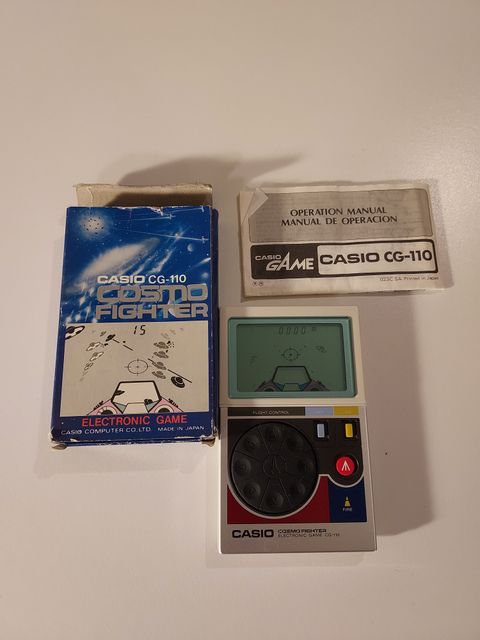 CASIO CG-110
COSMO
FIGHTER
15
ELECTRONIC GAME
CASIO COMPUTER CO., LTD. MADE IN JAPAN
OPERATION MANUAL
MANUAL DE OPERACION
CASIO
GAME
CASIO CG-110
023C SA Printed in Japan
0000
FLIGHT CONTROL
FIRE
CASIO
COSMO FIGHTER
ELECTRONIC GAME CG-110